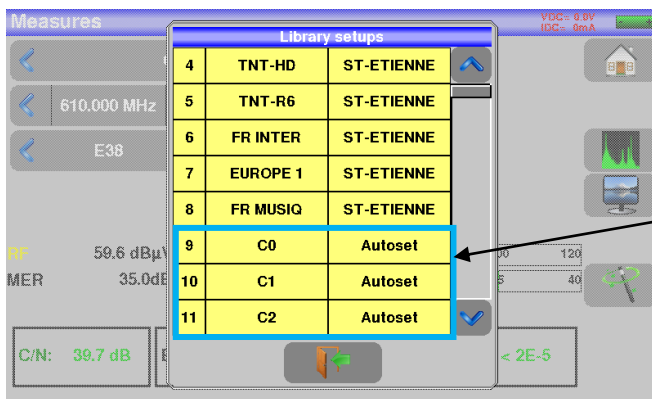 Measures
VDC= 0.0V
IDC= 0mA
Library setups
4 TNT-HD ST-ETIENNE
5 TNT-R6 ST-ETIENNE
610.000 MHz
6 FR INTER ST-ETIENNE
E38
7 EUROPE 1 ST-ETIENNE
8 FR MUSIQ ST-ETIENNE
RF 59.6 dBµV
9 C0 Autoset
120
MER 35.0dB
10 C1 Autoset
40
11 C2 Autoset
C/N: 39.7 dB
< 2E-5